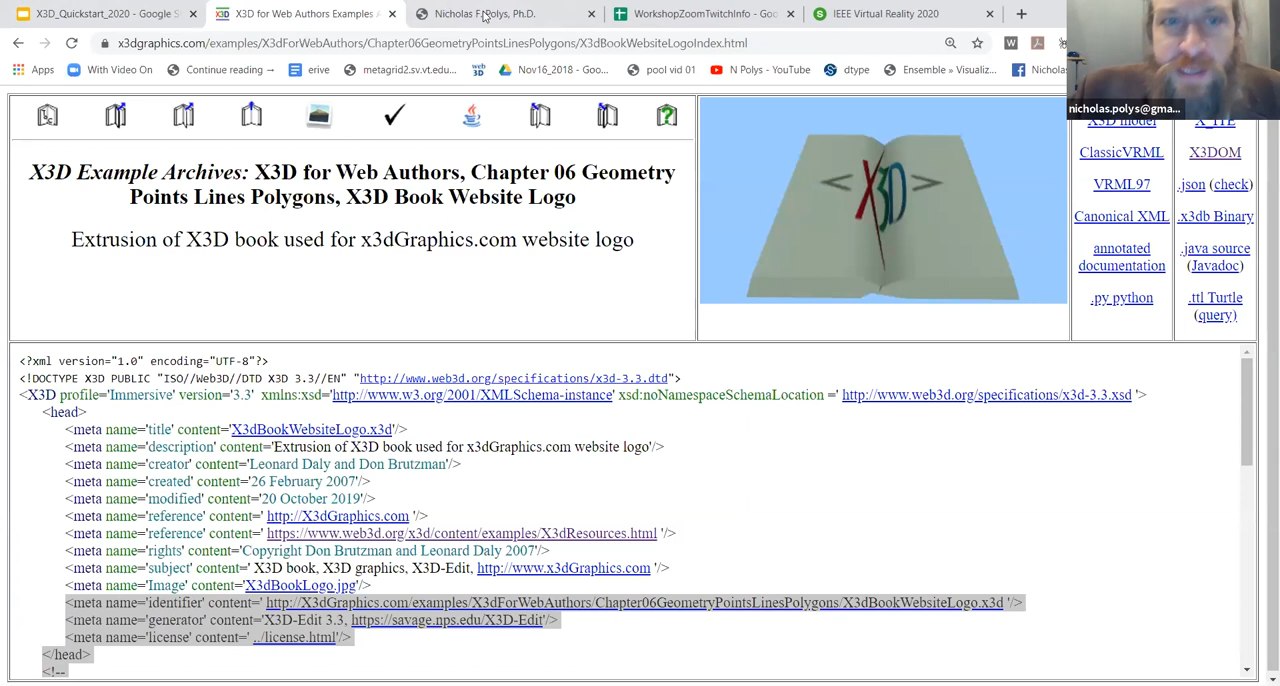 X3D_Quickstart_2020 - Google S
X3D for Web Authors Examples A
Nicholas F. Polys, Ph.D.
WorkshopZoomTwitchInfo - Goo
IEEE Virtual Reality 2020
x3dgraphics.com/examples/X3dForWebAuthors/Chapter06GeometryPointsLinesPolygons/X3dBookWebsiteLogoIndex.html
Apps
With Video On
Continue reading →
erive
metagrid2.sv.vt.edu...
web 3D
Nov16_2018 - Goo...
pool vid 01
N Polys - YouTube
dtype
Ensemble » Visualiz...
Nichola
nicholas.polys@gma...
X3D Example Archives: X3D for Web Authors, Chapter 06 Geometry
Points Lines Polygons, X3D Book Website Logo
Extrusion of X3D book used for x3dGraphics.com website logo
< X3D >
X3D model
X_ITE
ClassicVRML
X3DOM
VRML97
.json (check)
Canonical XML
.x3db Binary
annotated
documentation
.java source
(Javadoc)
.py python
.ttl Turtle
(query)
<?xml version="1.0" encoding="UTF-8"?>
<!DOCTYPE X3D PUBLIC "ISO//Web3D//DTD X3D 3.3//EN" "http://www.web3d.org/specifications/x3d-3.3.dtd">
<X3D profile='Immersive' version='3.3' xmlns:xsd='http://www.w3.org/2001/XMLSchema-instance' xsd:noNamespaceSchemaLocation =' http://www.web3d.org/specifications/x3d-3.3.xsd '>
<head>
<meta name='title' content='X3dBookWebsiteLogo.x3d'/>
<meta name='description' content='Extrusion of X3D book used for x3dGraphics.com website logo'/>
<meta name='creator' content='Leonard Daly and Don Brutzman'/>
<meta name='created' content='26 February 2007'/>
<meta name='modified' content='20 October 2019'/>
<meta name='reference' content=' http://X3dGraphics.com '/>
<meta name='reference' content=' https://www.web3d.org/x3d/content/examples/X3dResources.html '/>
<meta name='rights' content='Copyright Don Brutzman and Leonard Daly 2007'/>
<meta name='subject' content=' X3D book, X3D graphics, X3D-Edit, http://www.x3dGraphics.com '/>
<meta name='Image' content='X3dBookLogo.jpg'/>
<meta name='identifier' content=' http://X3dGraphics.com/examples/X3dForWebAuthors/Chapter06GeometryPointsLinesPolygons/X3dBookWebsiteLogo.x3d '/>
<meta name='generator' content='X3D-Edit 3.3, https://savage.nps.edu/X3D-Edit'/>
<meta name='license' content=' ../license.html'/>
</head>
<!--